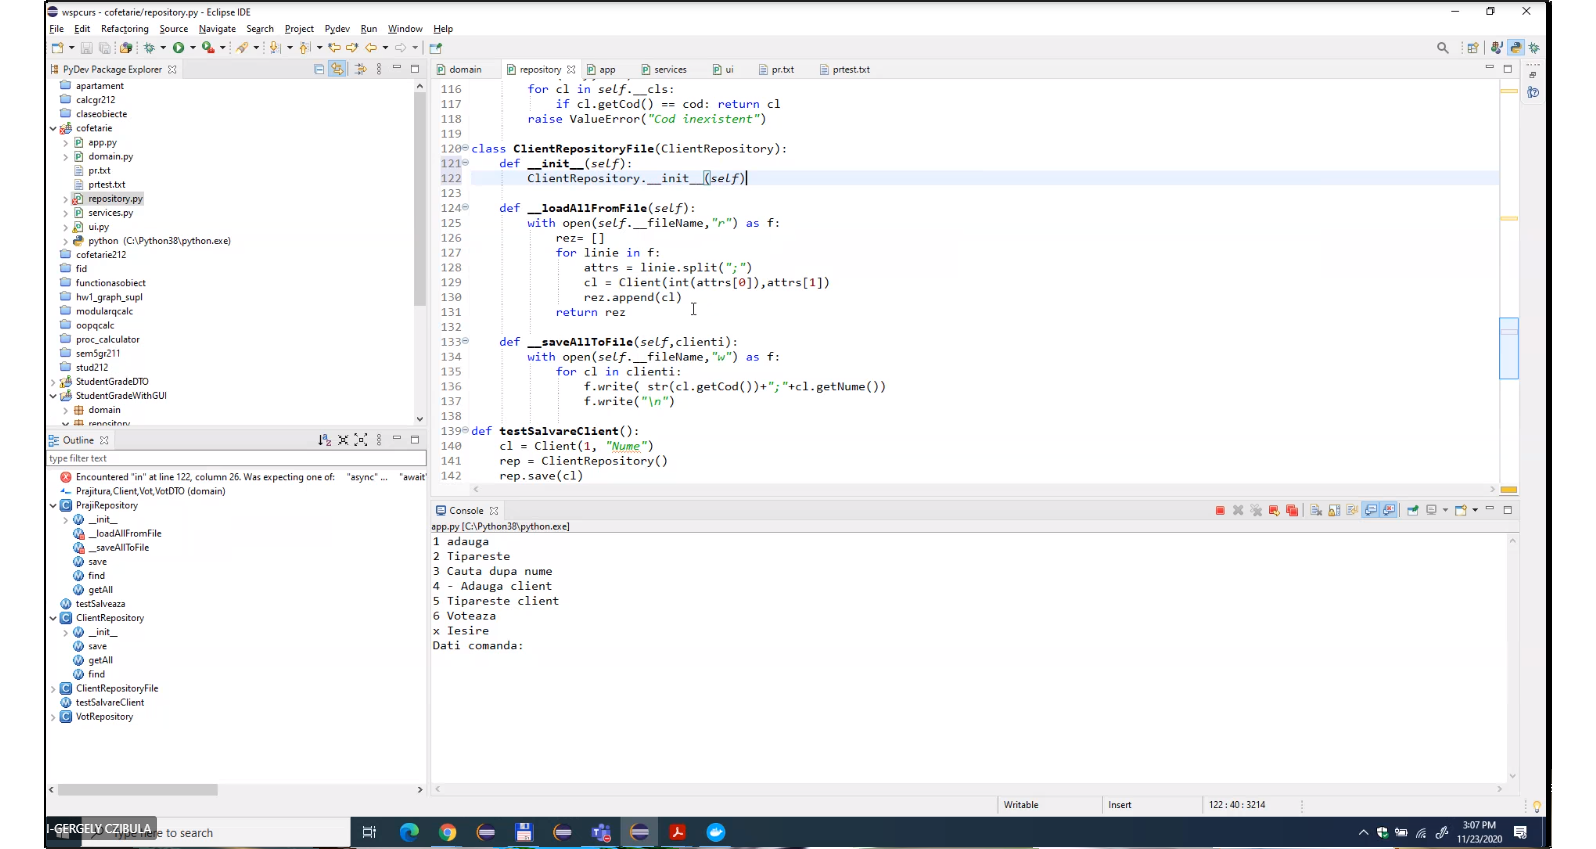 wspcurs - cofetarie/repository.py - Eclipse IDE
File Edit Refactoring Source Navigate Search Project Pydev Run Window Help
PyDev Package Explorer
apartament
calcgr212
claseobiecte
cofetarie
app.py
domain.py
pr.txt
prtest.txt
repository.py
services.py
ui.py
python (C:\Python38\python.exe)
cofetarie212
fid
functionasobiect
hw1_graph_supl
modularqcalc
oopqcalc
proc_calculator
sem5gr211
stud212
StudentGradeDTO
StudentGradeWithGUI
domain
repository
Outline
type filter text
Encountered "in" at line 122, column 26. Was expecting one of: "async" ... "await"
Prajitura,Client,Vot,VotDTO (domain)
PrajiRepository
__init__
__loadAllFromFile
__saveAllToFile
save
find
getAll
testSalveaza
ClientRepository
__init__
save
getAll
find
ClientRepositoryFile
testSalvareClient
VotRepository
domain repository app services ui pr.txt prtest.txt
116 for cl in self.__cls:
117 if cl.getCod() == cod: return cl
118 raise ValueError("Cod inexistent")
119
120 class ClientRepositoryFile(ClientRepository):
121 def __init__(self):
122 ClientRepository.__init__(self)
123
124 def __loadAllFromFile(self):
125 with open(self.__fileName,"r") as f:
126 rez= []
127 for linie in f:
128 attrs = linie.split(";")
129 cl = Client(int(attrs[0]),attrs[1])
130 rez.append(cl)
131 return rez
132
133 def __saveAllToFile(self,clienti):
134 with open(self.__fileName,"w") as f:
135 for cl in clienti:
136 f.write( str(cl.getCod())+";"+cl.getNume())
137 f.write("\n")
138
139 def testSalvareClient():
140 cl = Client(1, "Nume")
141 rep = ClientRepository()
142 rep.save(cl)
Console
app.py [C:\Python38\python.exe]
1 adauga
2 Tipareste
3 Cauta dupa nume
4 - Adauga client
5 Tipareste client
6 Voteaza
x Iesire
Dati comanda:
Writable Insert 122 : 40 : 3214
I-GERGELY CZIBULA
here to search
3:07 PM
11/23/2020